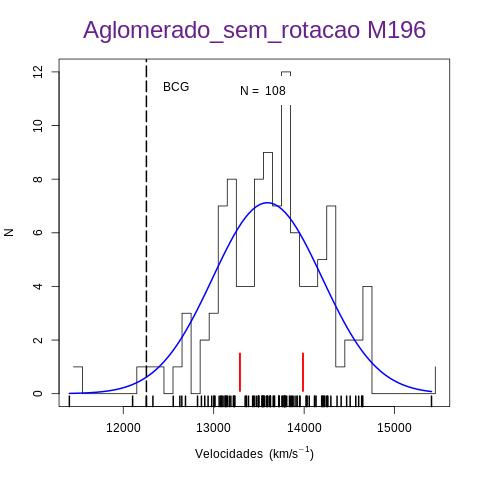 Aglomerado_sem_rotacao M196
BCG
N = 108
N
12
10
8
6
4
2
0
12000 13000 14000 15000
Velocidades (km/s⁻¹)